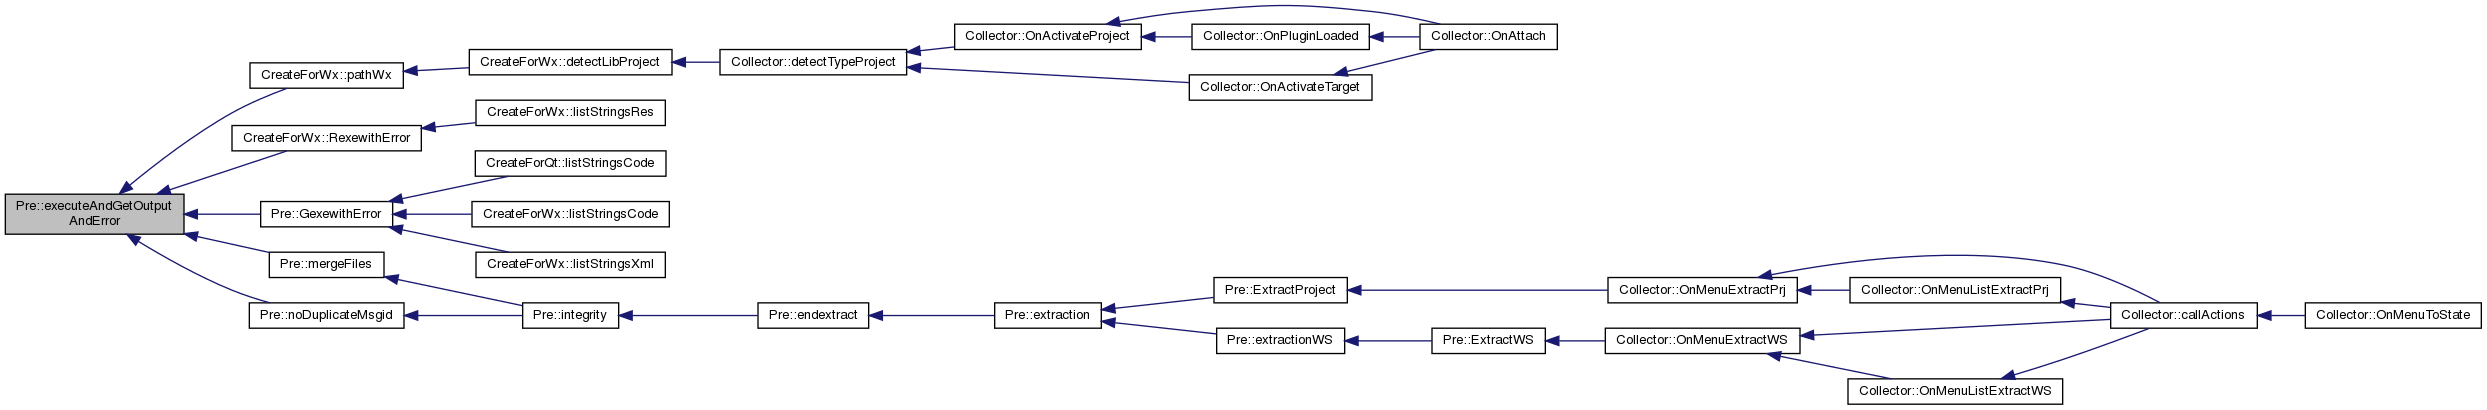 Pre::executeAndGetOutput
AndError
CreateForWx::pathWx
CreateForWx::detectLibProject
Collector::detectTypeProject
Collector::OnActivateProject
Collector::OnPluginLoaded
Collector::OnAttach
Collector::OnActivateTarget
CreateForWx::RexewithError
CreateForWx::listStringsRes
Pre::GexewithError
CreateForQt::listStringsCode
CreateForWx::listStringsCode
CreateForWx::listStringsXml
Pre::mergeFiles
Pre::noDuplicateMsgid
Pre::integrity
Pre::endextract
Pre::extraction
Pre::ExtractProject
Pre::extractionWS
Pre::ExtractWS
Collector::OnMenuExtractPrj
Collector::OnMenuListExtractPrj
Collector::OnMenuExtractWS
Collector::OnMenuListExtractWS
Collector::callActions
Collector::OnMenuToState